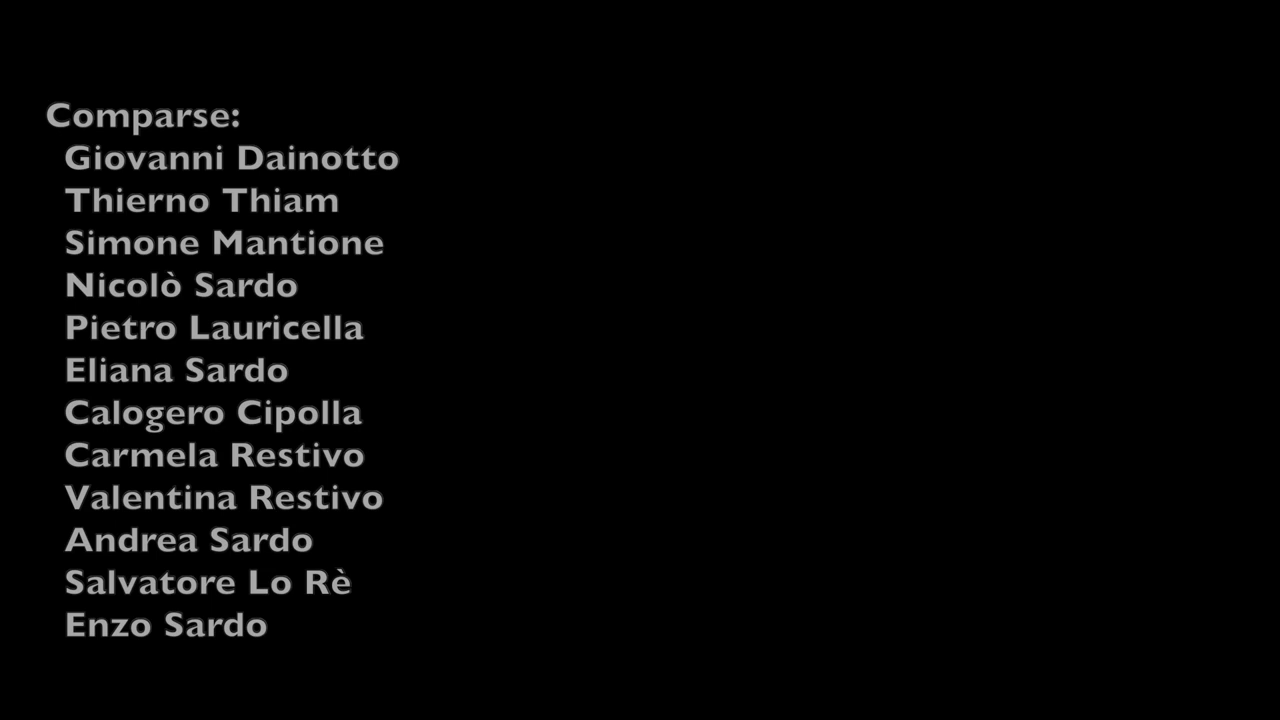 Comparse:
Giovanni Dainotto
Thierno Thiam
Simone Mantione
Nicolò Sardo
Pietro Lauricella
Eliana Sardo
Calogero Cipolla
Carmela Restivo
Valentina Restivo
Andrea Sardo
Salvatore Lo Rè
Enzo Sardo